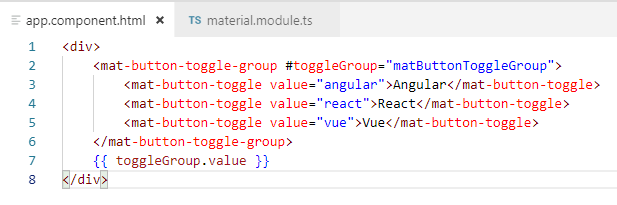 app.component.html × TS material.module.ts
1 <div>
2     <mat-button-toggle-group #toggleGroup="matButtonToggleGroup">
3         <mat-button-toggle value="angular">Angular</mat-button-toggle>
4         <mat-button-toggle value="react">React</mat-button-toggle>
5         <mat-button-toggle value="vue">Vue</mat-button-toggle>
6     </mat-button-toggle-group>
7     {{ toggleGroup.value }}
8 </div>